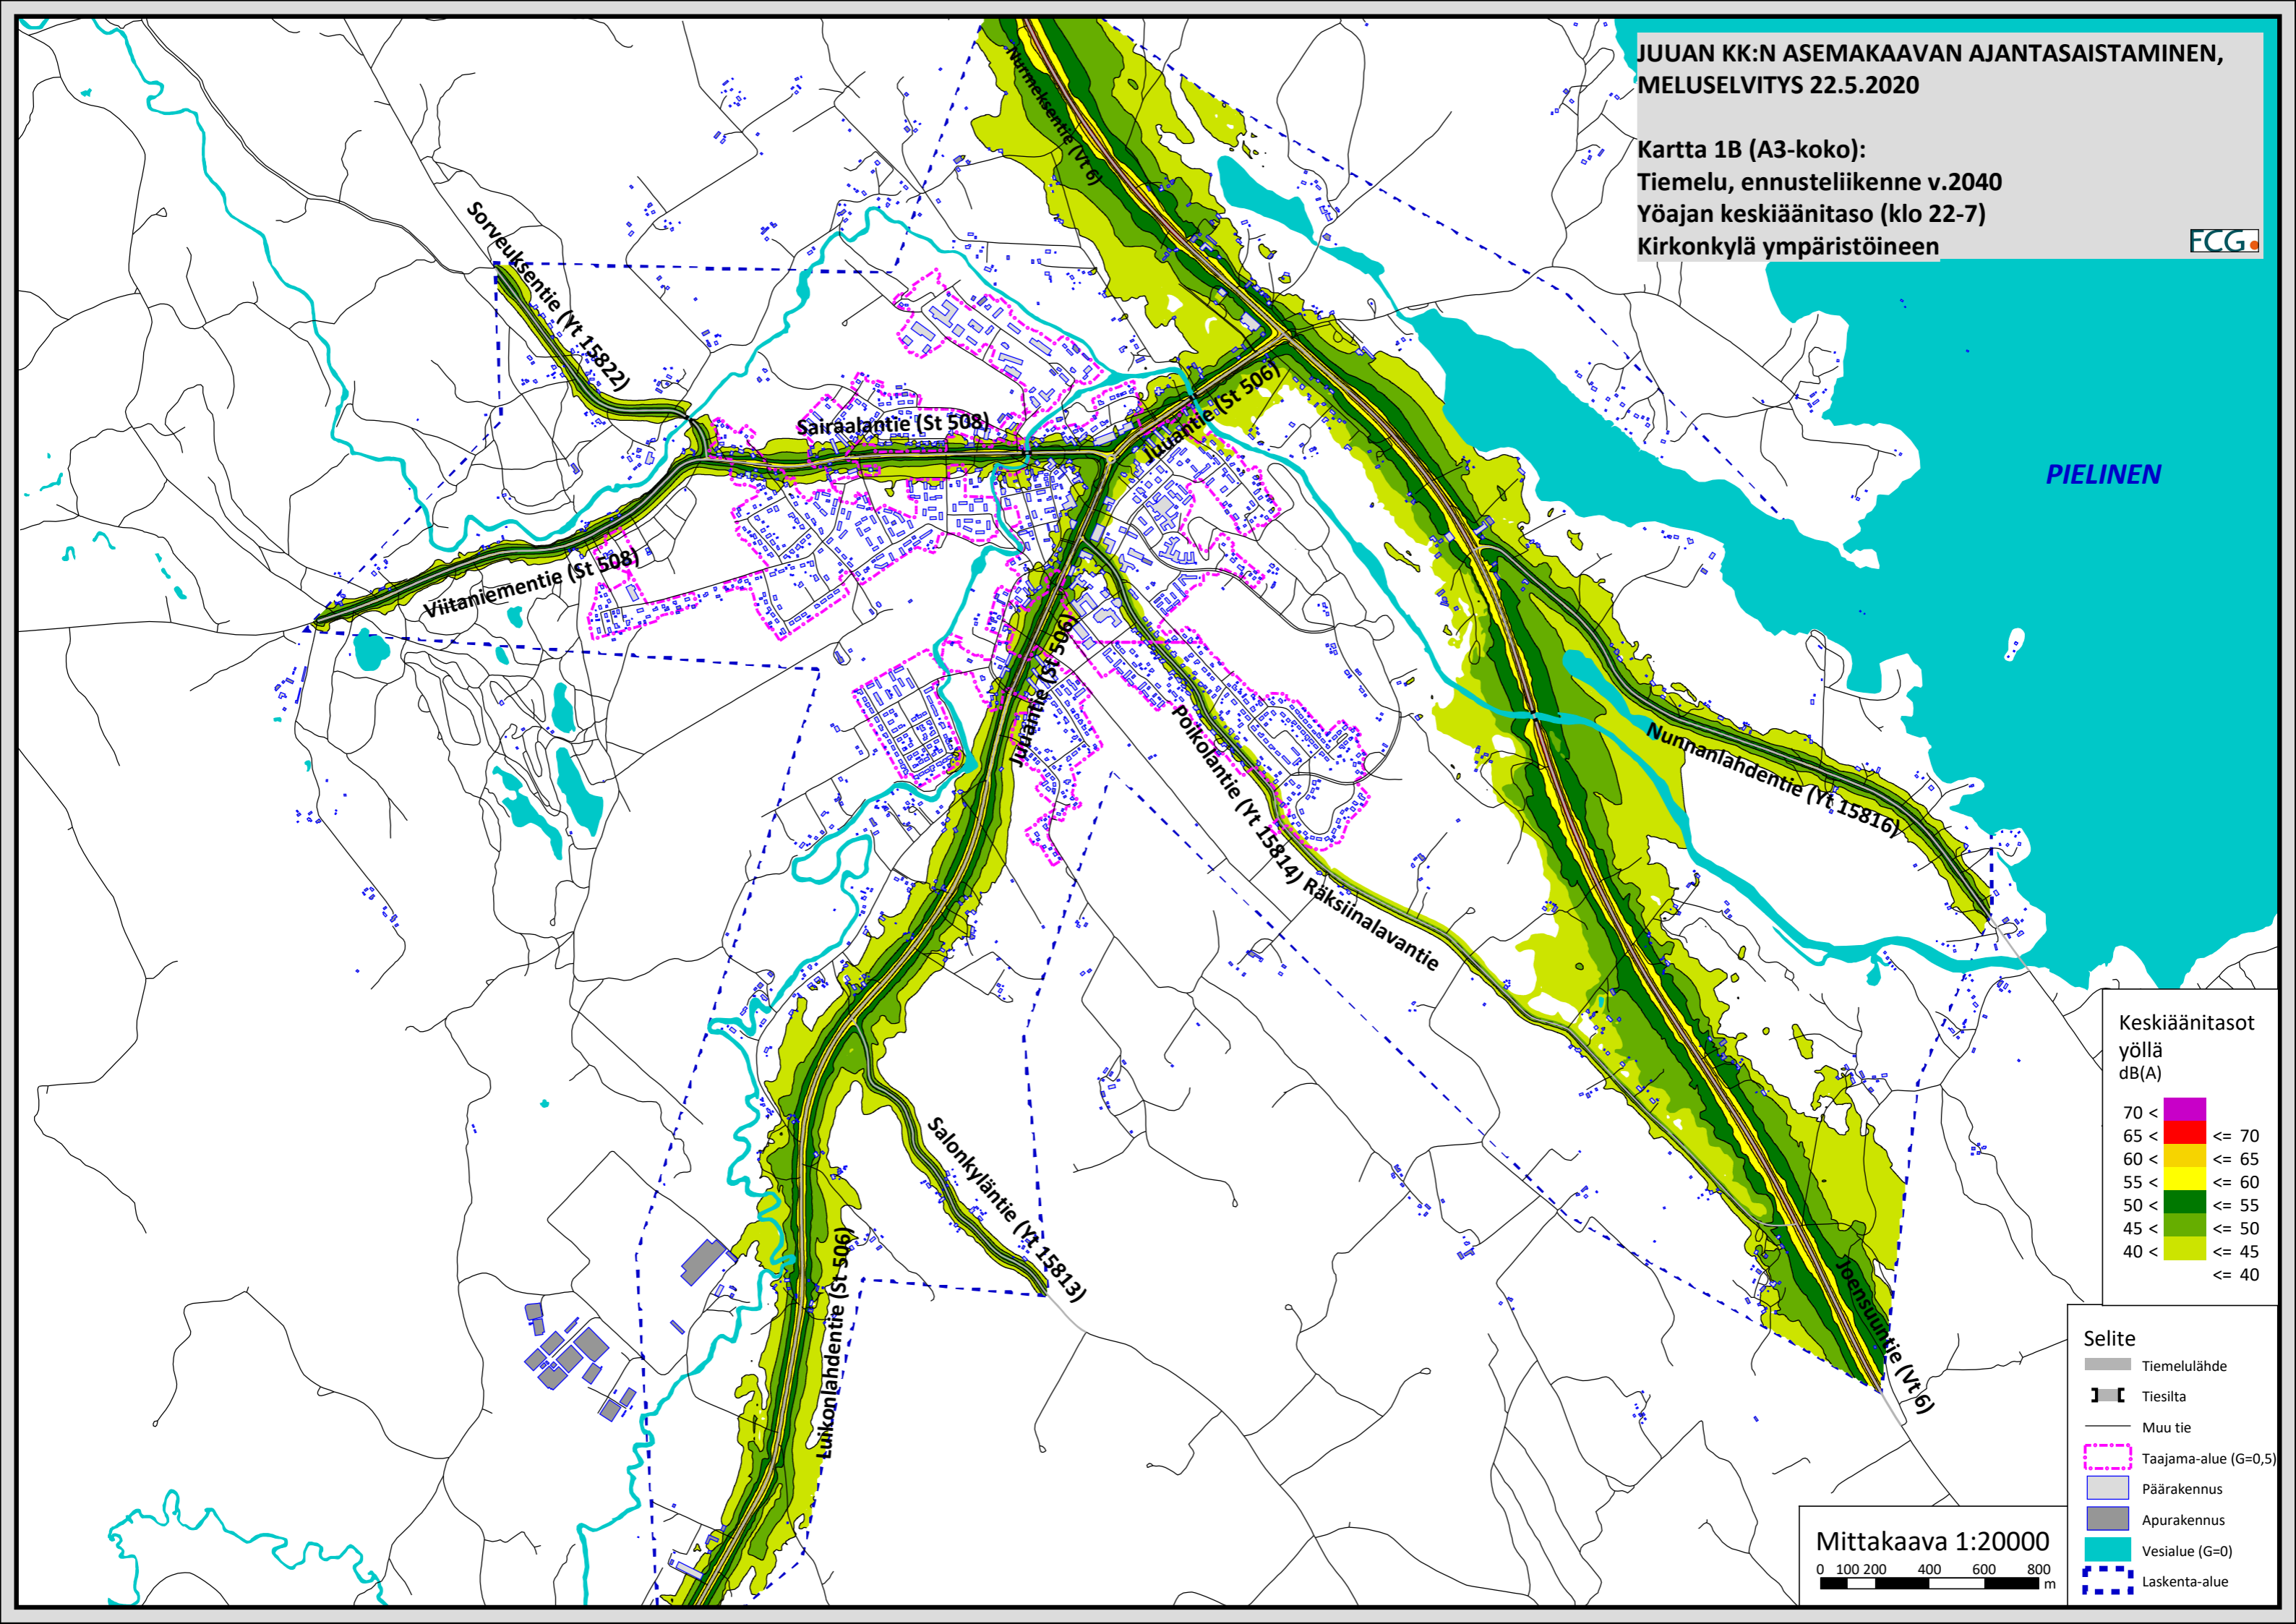 JUUAN KK:N ASEMAKAAVAN AJANTASAISTAMINEN,
MELUSELVITYS 22.5.2020
Kartta 1B (A3-koko):
Tiemelu, ennusteliikenne v.2040
Yöajan keskiäänitaso (klo 22-7)
Kirkonkylä ympäristöineen
FCG
Nurmeksentie (Vt 6)
Sorveuksentie (Yt 15822)
Sairaalantie (St 508)
Juuantie (St 506)
PIELINEN
Viitaniementie (St 508)
Juuantie (St 506)
Poikolantie (Yt 15814) Räksiinalavantie
Nunnanlahdentie (Yt 15816)
Salonkyläntie (Yt 15813)
Luikonlahdentie (St 506)
Joensuuntie (Vt 6)
Keskiäänitasot
yöllä
dB(A)
70 <
65 < <= 70
60 < <= 65
55 < <= 60
50 < <= 55
45 < <= 50
40 < <= 45
<= 40
Selite
Tiemelulähde
Tiesilta
Muu tie
Taajama-alue (G=0,5)
Päärakennus
Apurakennus
Vesialue (G=0)
Laskenta-alue
Mittakaava 1:20000
0 100 200 400 600 800
m